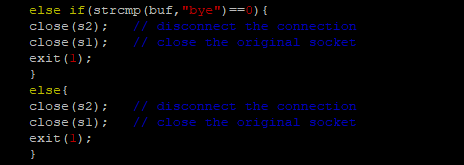 else if(strcmp(buf,"bye")==0){
close(s2);   // disconnect the connection
close(s1);   // close the original socket
exit(1);
}
else{
close(s2);   // disconnect the connection
close(s1);   // close the original socket
exit(1);
}